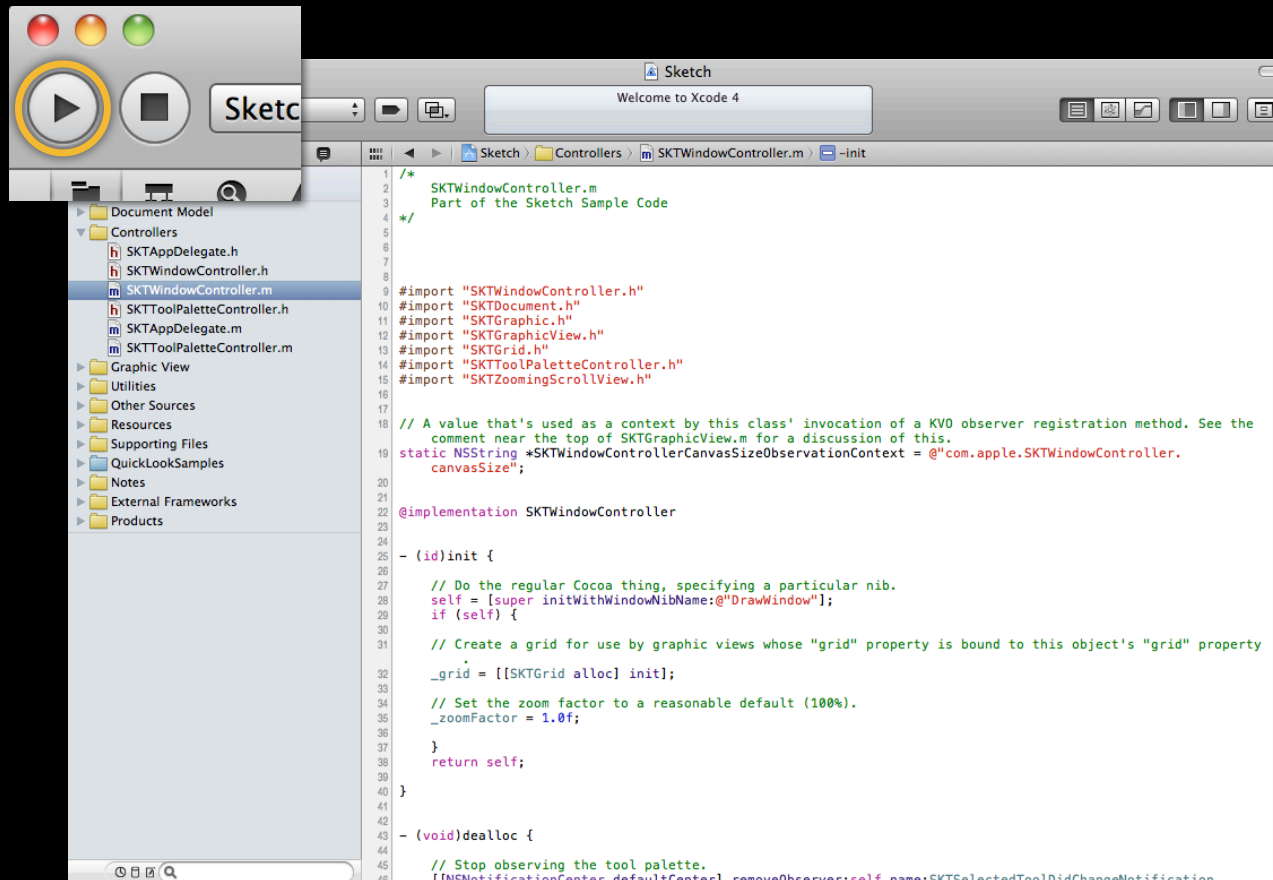 Sketch
Welcome to Xcode 4
Sketc
Sketch Controllers SKTWindowController.m -init
Document Model
Controllers
SKTAppDelegate.h
SKTWindowController.h
SKTWindowController.m
SKTToolPaletteController.h
SKTAppDelegate.m
SKTToolPaletteController.m
Graphic View
Utilities
Other Sources
Resources
Supporting Files
QuickLookSamples
Notes
External Frameworks
Products
1 /*
2 SKTWindowController.m
3 Part of the Sketch Sample Code
4 */
5
6
7
8
9 #import "SKTWindowController.h"
10 #import "SKTDocument.h"
11 #import "SKTGraphic.h"
12 #import "SKTGraphicView.h"
13 #import "SKTGrid.h"
14 #import "SKTToolPaletteController.h"
15 #import "SKTZoomingScrollView.h"
16
17
18 // A value that's used as a context by this class' invocation of a KVO observer registration method. See the
comment near the top of SKTGraphicView.m for a discussion of this.
19 static NSString *SKTWindowControllerCanvasSizeObservationContext = @"com.apple.SKTWindowController.
canvasSize";
20
21
22 @implementation SKTWindowController
23
24
25 - (id)init {
26
27 // Do the regular Cocoa thing, specifying a particular nib.
28 self = [super initWithWindowNibName:@"DrawWindow"];
29 if (self) {
30
31 // Create a grid for use by graphic views whose "grid" property is bound to this object's "grid" property
.
32 _grid = [[SKTGrid alloc] init];
33
34 // Set the zoom factor to a reasonable default (100%).
35 _zoomFactor = 1.0f;
36
37 }
38 return self;
39
40 }
41
42
43 - (void)dealloc {
44
45 // Stop observing the tool palette.
46 [[NSNotificationCenter defaultCenter] removeObserver:self name:SKTSelectedToolDidChangeNotification